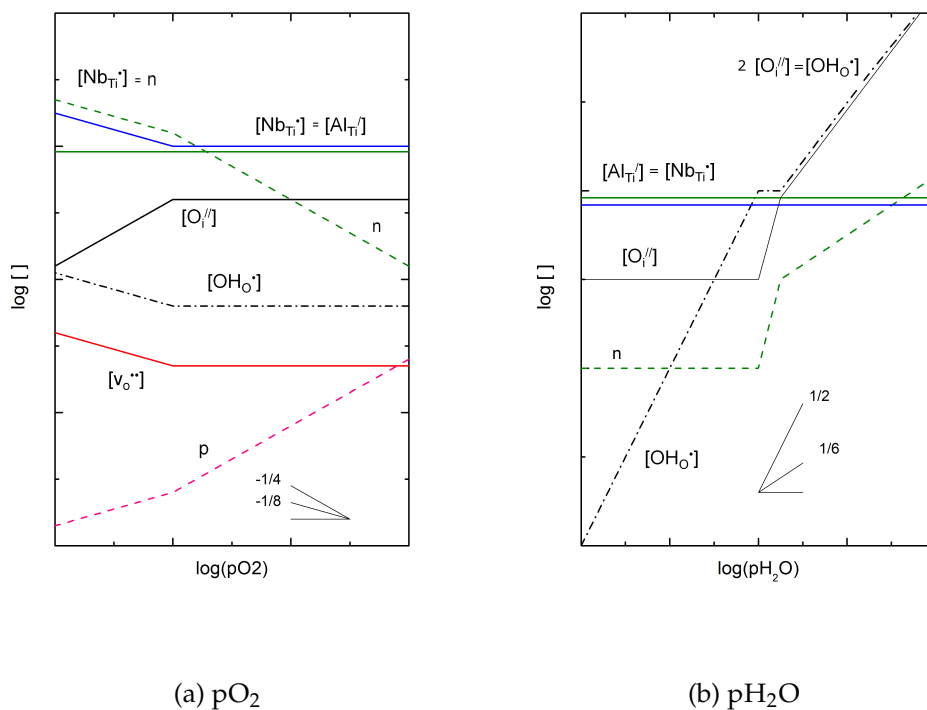 [Nb_Ti^•] = n
[Nb_Ti^•] = [Al_Ti^/]
[O_i^//]
n
[OH_O^•]
[v_o^••]
p
-1/4
-1/8
log [ ]
log(pO2)
2 [O_i^//]=[OH_O^•]
[Al_Ti^/] = [Nb_Ti^•]
[O_i^//]
n
1/2
1/6
[OH_O^•]
log [ ]
log(pH₂O)
(a) pO₂
(b) pH₂O